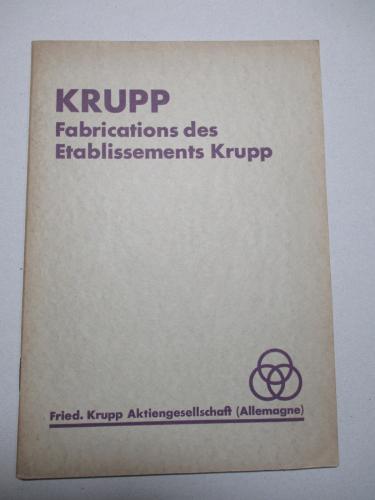 KRUPP
Fabrications des
Etablissements Krupp
Fried. Krupp Aktiengesellschaft (Allemagne)